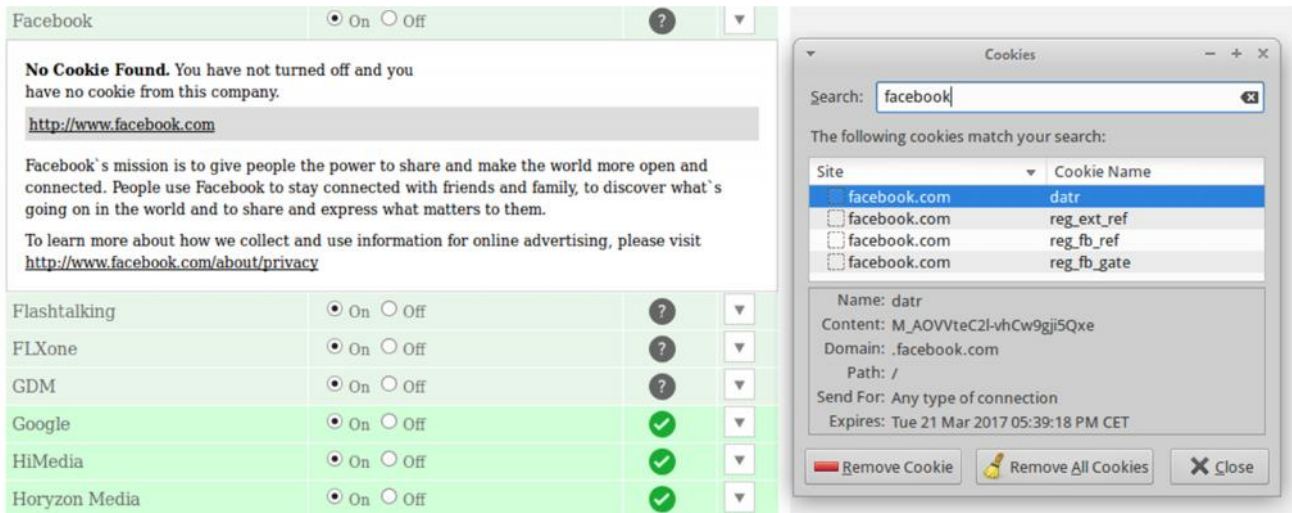 Facebook On Off ?
No Cookie Found. You have not turned off and you
have no cookie from this company.
http://www.facebook.com
Facebook`s mission is to give people the power to share and make the world more open and
connected. People use Facebook to stay connected with friends and family, to discover what`s
going on in the world and to share and express what matters to them.
To learn more about how we collect and use information for online advertising, please visit
http://www.facebook.com/about/privacy
Flashtalking On Off ?
FLXone On Off ?
GDM On Off ?
Google On Off
HiMedia On Off
Horyzon Media On Off
Cookies
Search: facebook
The following cookies match your search:
Site Cookie Name
facebook.com datr
facebook.com reg_ext_ref
facebook.com reg_fb_ref
facebook.com reg_fb_gate
Name: datr
Content: M_AOVVteC2l-vhCw9gji5Qxe
Domain: .facebook.com
Path: /
Send For: Any type of connection
Expires: Tue 21 Mar 2017 05:39:18 PM CET
Remove Cookie Remove All Cookies Close